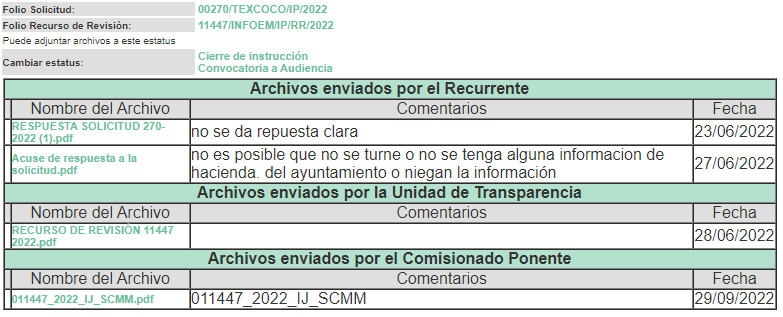 Folio Solicitud: 00270/TEXCOCO/IP/2022
Folio Recurso de Revisión: 11447/INFOEM/IP/RR/2022
Puede adjuntar archivos a este estatus
Cambiar estatus: Cierre de instrucción
Convocatoria a Audiencia
Archivos enviados por el Recurrente
Nombre del Archivo Comentarios Fecha
RESPUESTA SOLICITUD 270-
2022 (1).pdf no se da repuesta clara 23/06/2022
Acuse de respuesta a la
solicitud.pdf no es posible que no se turne o no se tenga alguna informacion de
hacienda. del ayuntamiento o niegan la información 27/06/2022
Archivos enviados por la Unidad de Transparencia
Nombre del Archivo Comentarios Fecha
RECURSO DE REVISIÓN 11447
2022.pdf 28/06/2022
Archivos enviados por el Comisionado Ponente
Nombre del Archivo Comentarios Fecha
011447_2022_IJ_SCMM.pdf 011447_2022_IJ_SCMM 29/09/2022